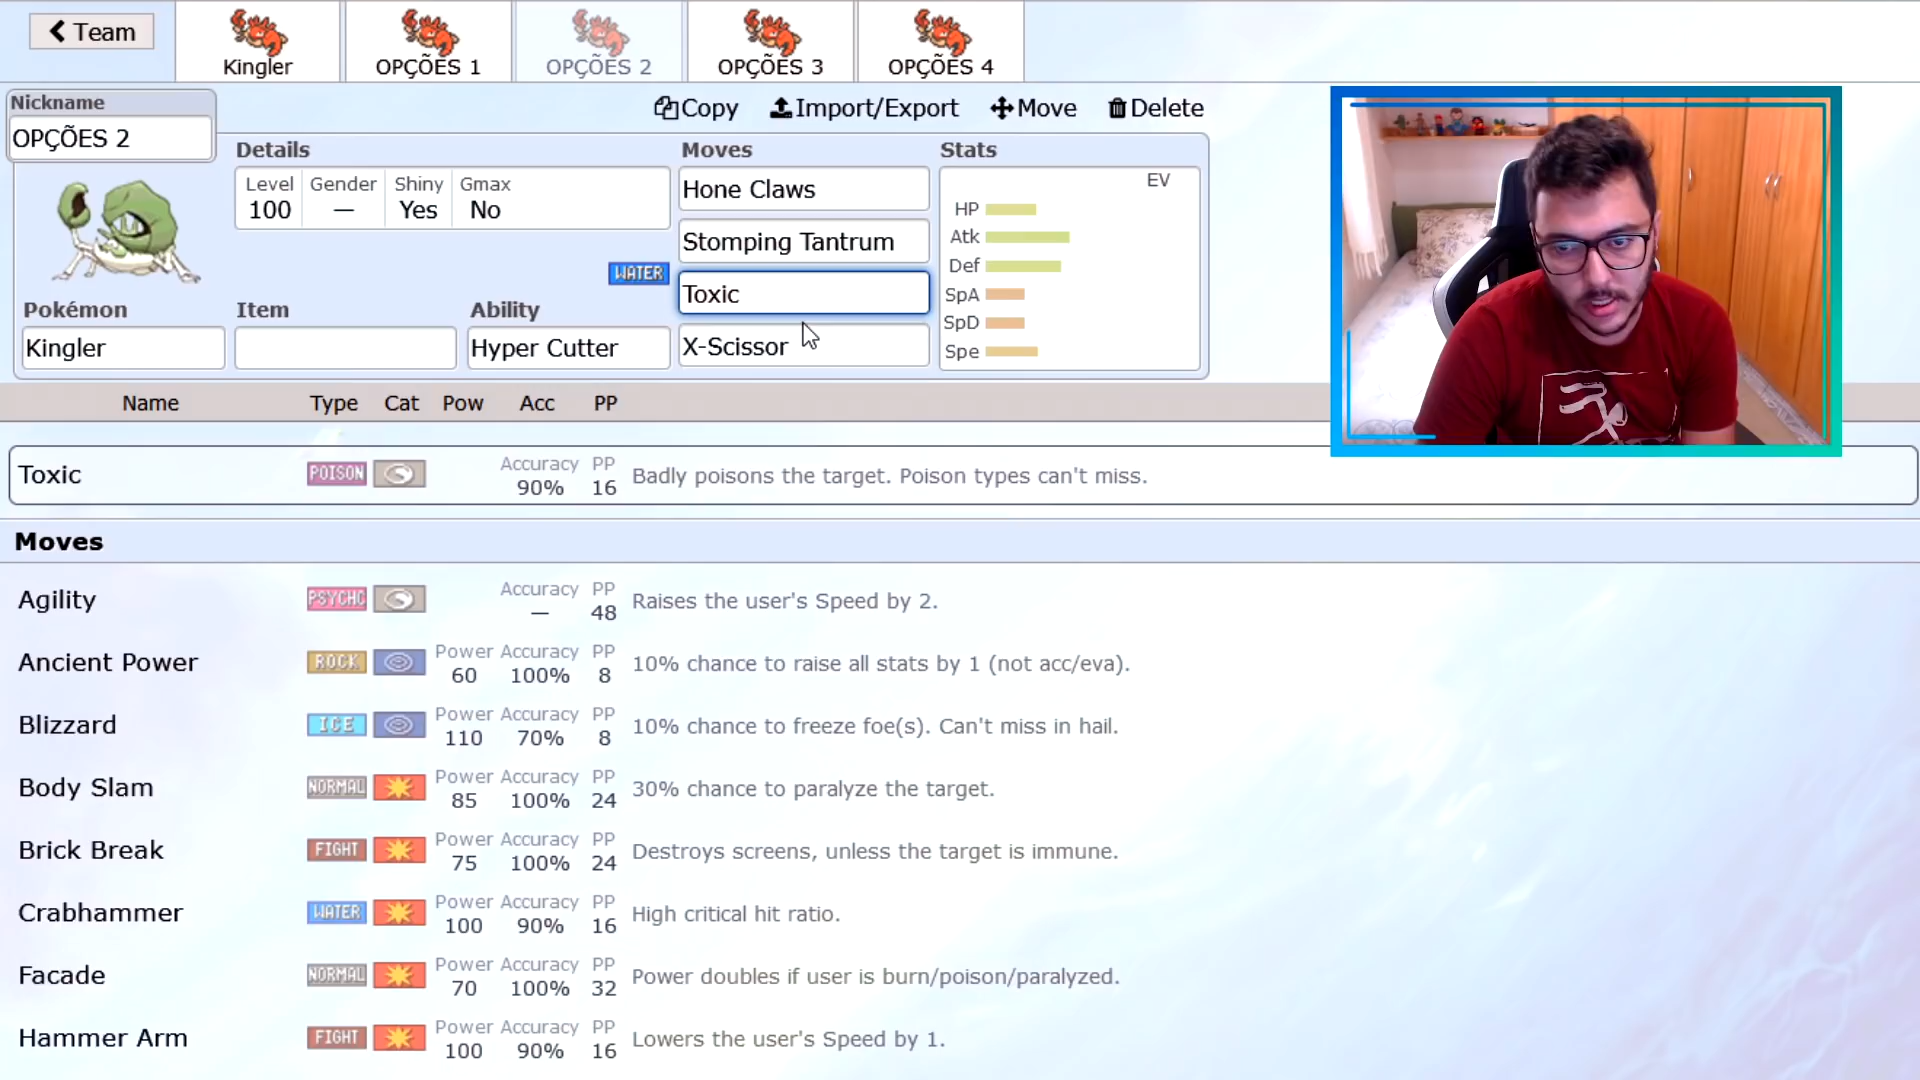 Team
Kingler
OPÇÕES 1
OPÇÕES 2
OPÇÕES 3
OPÇÕES 4
Nickname
OPÇÕES 2
Copy
Import/Export
Move
Delete
Details
Level
100
Gender
—
Shiny
Yes
Gmax
No
WATER
Pokémon
Kingler
Item
Ability
Hyper Cutter
Moves
Hone Claws
Stomping Tantrum
Toxic
X-Scissor
Stats
EV
HP
Atk
Def
SpA
SpD
Spe
Name Type Cat Pow Acc PP
Toxic POISON Accuracy 90% PP 16 Badly poisons the target. Poison types can't miss.
Moves
Agility PSYCHC Accuracy — PP 48 Raises the user's Speed by 2.
Ancient Power ROCK Power 60 Accuracy 100% PP 8 10% chance to raise all stats by 1 (not acc/eva).
Blizzard ICE Power 110 Accuracy 70% PP 8 10% chance to freeze foe(s). Can't miss in hail.
Body Slam NORMAL Power 85 Accuracy 100% PP 24 30% chance to paralyze the target.
Brick Break FIGHT Power 75 Accuracy 100% PP 24 Destroys screens, unless the target is immune.
Crabhammer WATER Power 100 Accuracy 90% PP 16 High critical hit ratio.
Facade NORMAL Power 70 Accuracy 100% PP 32 Power doubles if user is burn/poison/paralyzed.
Hammer Arm FIGHT Power 100 Accuracy 90% PP 16 Lowers the user's Speed by 1.